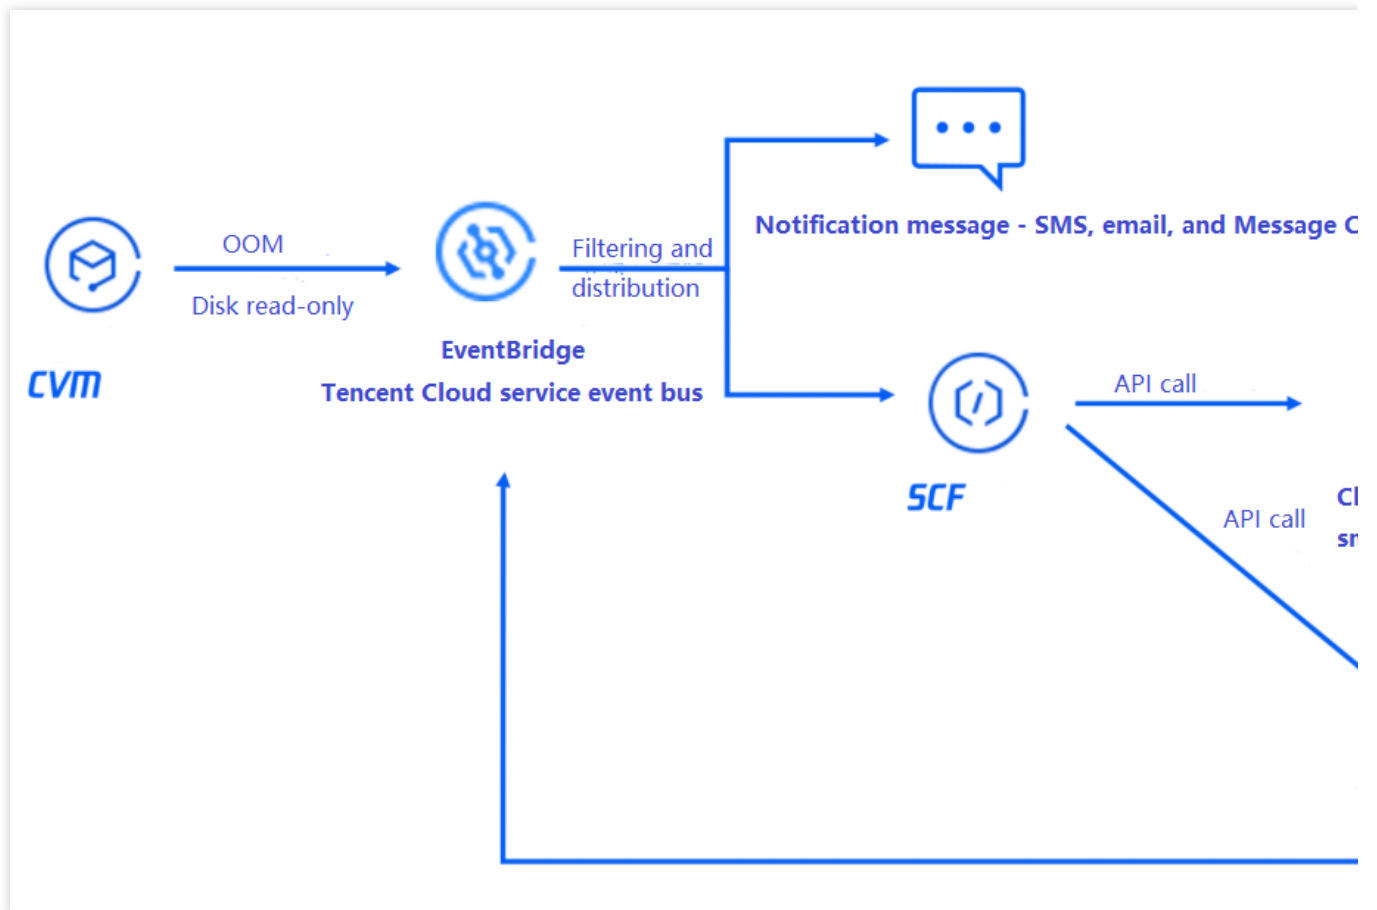 OOM
Disk read-only
CVM
EventBridge
Tencent Cloud service event bus
Filtering and
distribution
Notification message - SMS, email, and Message
SCF
API call
API call